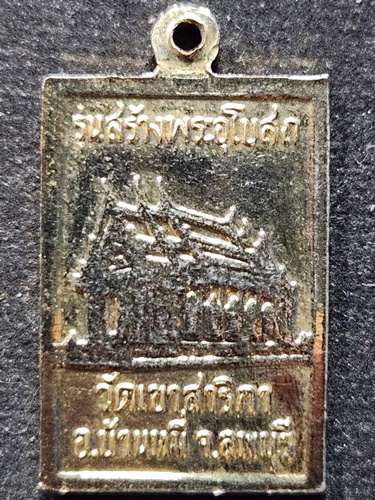 รุ่นสร้างพระอุโบสถ
วัดเขาสาริกา
อ.บ้านหมี่ จ.ลพบุรี